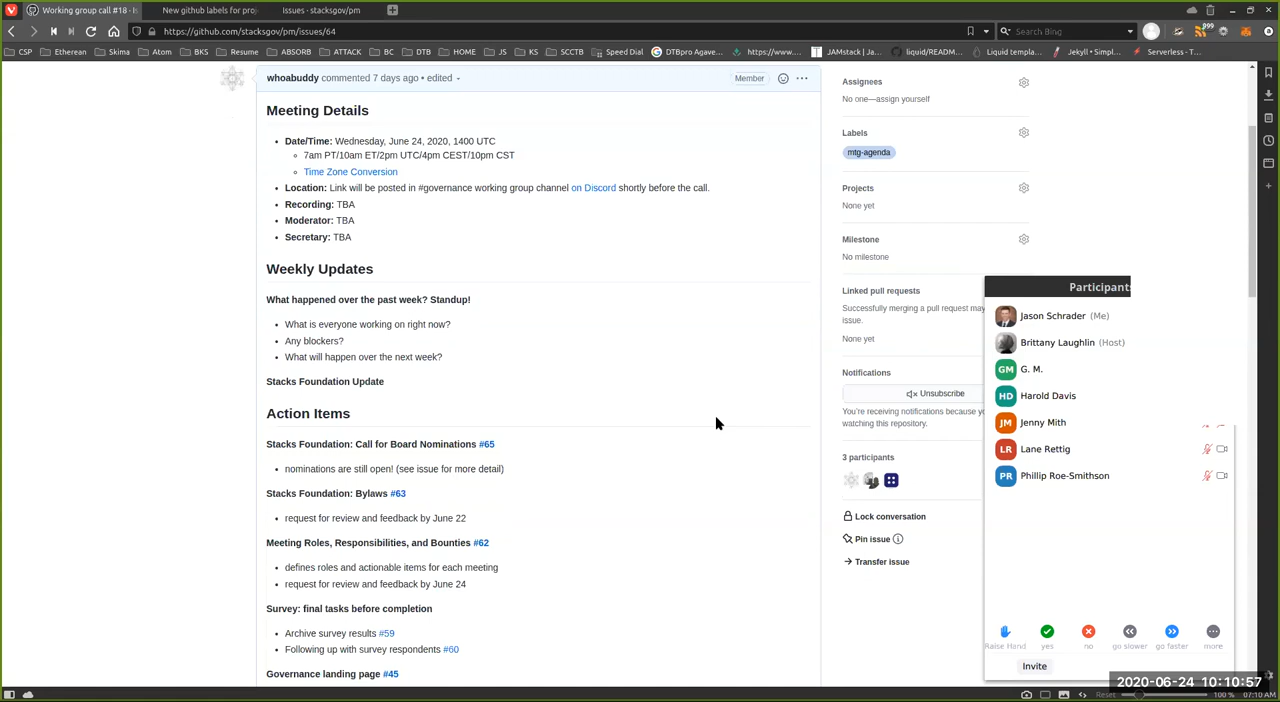 Working group call #18 · Is
New github labels for proj
Issues · stacksgov/pm
https://github.com/stacksgov/pm/issues/64
Search Bing
999
CSP
Etherean
Skima
Atom
BKS
Resume
ABSORB
ATTACK
BC
DTB
HOME
JS
KS
SCCTB
Speed Dial
DTBpro Agave...
https://www....
JAMstack | Ja...
liquid/READM...
Liquid templa...
Jekyll • Simpl...
Serverless - T...
whoabuddy commented 7 days ago • edited
Member
Meeting Details
Date/Time: Wednesday, June 24, 2020, 1400 UTC
7am PT/10am ET/2pm UTC/4pm CEST/10pm CST
Time Zone Conversion
Location: Link will be posted in #governance working group channel on Discord shortly before the call.
Recording: TBA
Moderator: TBA
Secretary: TBA
Weekly Updates
What happened over the past week? Standup!
What is everyone working on right now?
Any blockers?
What will happen over the next week?
Stacks Foundation Update
Action Items
Stacks Foundation: Call for Board Nominations #65
nominations are still open! (see issue for more detail)
Stacks Foundation: Bylaws #63
request for review and feedback by June 22
Meeting Roles, Responsibilities, and Bounties #62
defines roles and actionable items for each meeting
request for review and feedback by June 24
Survey: final tasks before completion
Archive survey results #59
Following up with survey respondents #60
Governance landing page #45
Assignees
No one—assign yourself
Labels
mtg-agenda
Projects
None yet
Milestone
No milestone
Linked pull requests
Successfully merging a pull request may
issue.
None yet
Notifications
Unsubscribe
You're receiving notifications because yo
watching this repository.
3 participants
Lock conversation
Pin issue
Transfer issue
Participants
Jason Schrader (Me)
Brittany Laughlin (Host)
GM G. M.
HD Harold Davis
JM Jenny Mith
LR Lane Rettig
PR Phillip Roe-Smithson
Raise Hand
yes
no
go slower
go faster
more
Invite
2020-06-24 10:10:57
Reset
100 %
07:10 AM